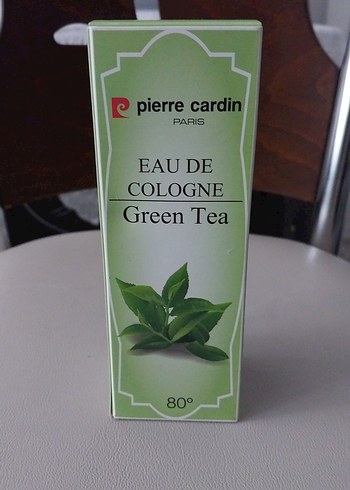 pierre cardin
PARIS
EAU DE
COLOGNE
Green Tea
80°